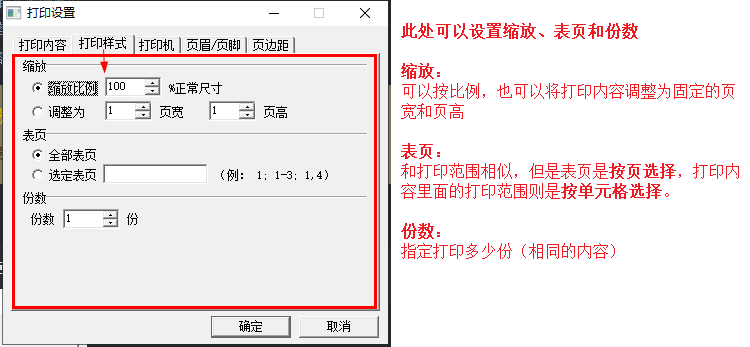 打印设置
打印内容 打印样式 打印机 页眉/页脚 页边距
缩放
缩放比例 100 %正常尺寸
调整为 1 页宽 1 页高
表页
全部表页
选定表页 (例: 1; 1-3; 1,4)
份数
份数 1 份
确定 取消
此处可以设置缩放、表页和份数
缩放：
可以按比例，也可以将打印内容调整为固定的页
宽和页高
表页：
和打印范围相似，但是表页是按页选择，打印内
容里面的打印范围则是按单元格选择。
份数：
指定打印多少份（相同的内容）